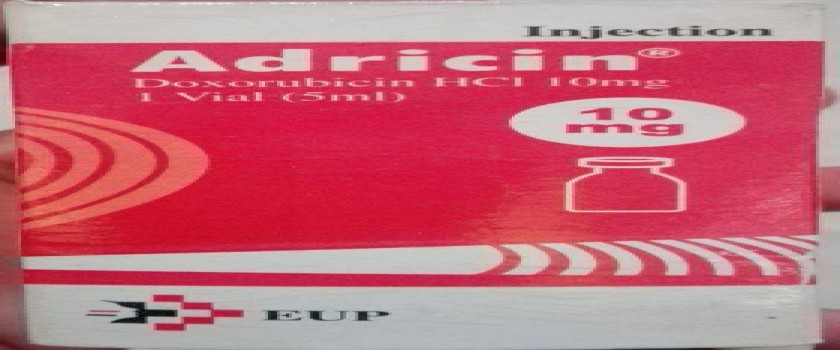 Injection
Adricin®
Doxorubicin HCl 10mg
1 Vial (5ml)
10
mg
EUP